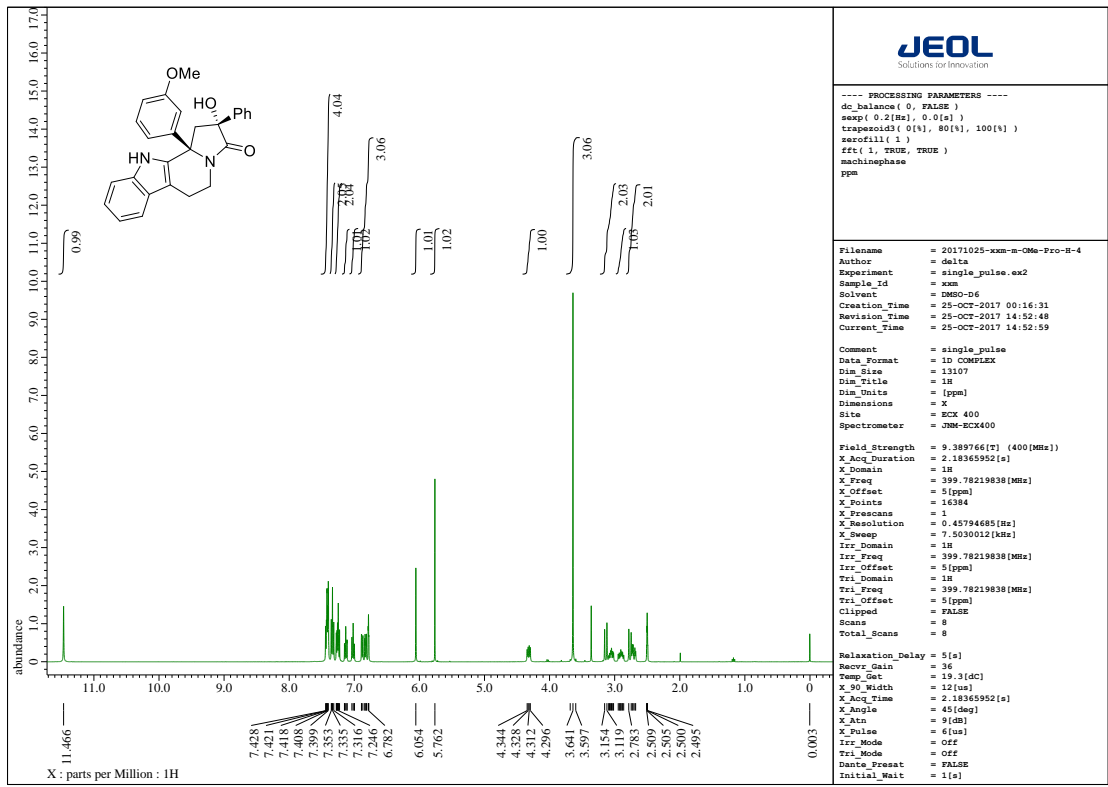 17.0
16.0
15.0
14.0
13.0
12.0
11.0
10.0
9.0
8.0
7.0
6.0
5.0
4.0
3.0
2.0
1.0
0
abundance
OMe
HO
Ph
HN
N
O
0.99
4.04
2.05
2.04
1.01
1.02
3.06
1.01
1.02
1.00
3.06
2.03
1.03
2.01
11.0
10.0
9.0
8.0
7.0
6.0
5.0
4.0
3.0
2.0
1.0
0
11.466
7.428
7.421
7.418
7.408
7.399
7.353
7.335
7.316
7.246
6.782
6.054
5.762
4.344
4.328
4.312
4.296
3.641
3.597
3.154
3.119
2.783
2.509
2.505
2.500
2.495
0.003
X : parts per Million : 1H
JEOL
Solutions for Innovation
---- PROCESSING PARAMETERS ----
dc_balance( 0, FALSE )
sexp( 0.2[Hz], 0.0[s] )
trapezoid3( 0[%], 80[%], 100[%] )
zerofill( 1 )
fft( 1, TRUE, TRUE )
machinephase
ppm
Filename = 20171025-xxm-m-OMe-Pro-H-4
Author = delta
Experiment = single_pulse.ex2
Sample_Id = xxm
Solvent = DMSO-D6
Creation_Time = 25-OCT-2017 00:16:31
Revision_Time = 25-OCT-2017 14:52:48
Current_Time = 25-OCT-2017 14:52:59
Comment = single_pulse
Data_Format = 1D COMPLEX
Dim_Size = 13107
Dim_Title = 1H
Dim_Units = [ppm]
Dimensions = X
Site = ECX 400
Spectrometer = JNM-ECX400
Field_Strength = 9.389766[T] (400[MHz])
X_Acq_Duration = 2.18365952[s]
X_Domain = 1H
X_Freq = 399.78219838[MHz]
X_Offset = 5[ppm]
X_Points = 16384
X_Prescans = 1
X_Resolution = 0.45794685[Hz]
X_Sweep = 7.5030012[kHz]
Irr_Domain = 1H
Irr_Freq = 399.78219838[MHz]
Irr_Offset = 5[ppm]
Tri_Domain = 1H
Tri_Freq = 399.78219838[MHz]
Tri_Offset = 5[ppm]
Clipped = FALSE
Scans = 8
Total_Scans = 8
Relaxation_Delay = 5[s]
Recvr_Gain = 36
Temp_Get = 19.3[dC]
X_90_Width = 12[us]
X_Acq_Time = 2.18365952[s]
X_Angle = 45[deg]
X_Atn = 9[dB]
X_Pulse = 6[us]
Irr_Mode = Off
Tri_Mode = Off
Dante_Presat = FALSE
Initial_Wait = 1[s]